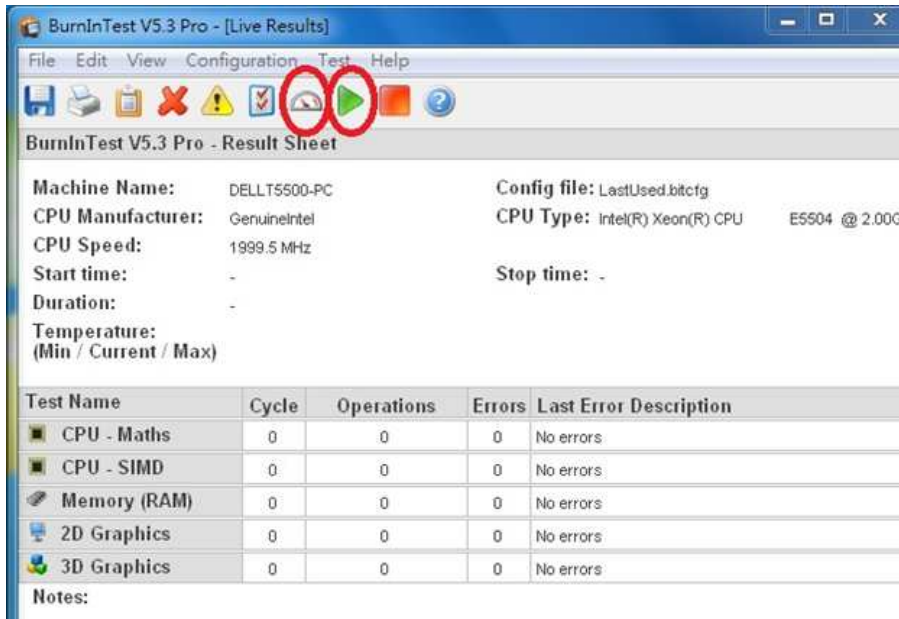 BurnInTest V5.3 Pro - [Live Results]
File Edit View Configuration Test Help
BurnInTest V5.3 Pro - Result Sheet
Machine Name: DELLT5500-PC Config file: LastUsed.bitcfg
CPU Manufacturer: GenuineIntel CPU Type: Intel(R) Xeon(R) CPU E5504 @ 2.00G
CPU Speed: 1999.5 MHz
Start time: - Stop time: -
Duration: -
Temperature:
(Min / Current / Max)
Test Name Cycle Operations Errors Last Error Description
CPU - Maths 0 0 0 No errors
CPU - SIMD 0 0 0 No errors
Memory (RAM) 0 0 0 No errors
2D Graphics 0 0 0 No errors
3D Graphics 0 0 0 No errors
Notes: